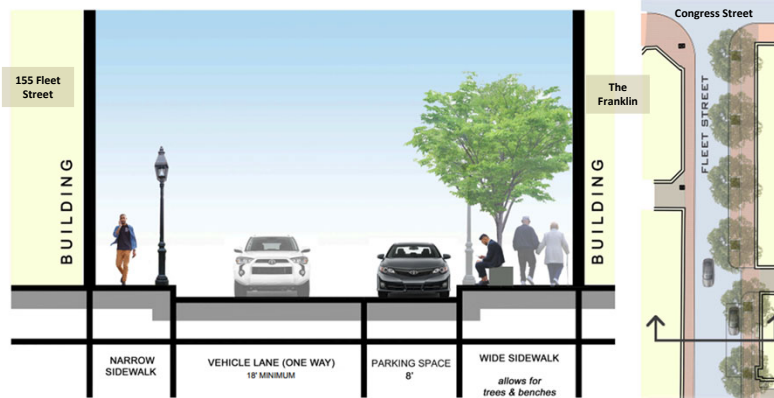 155 Fleet
Street
BUILDING
The
Franklin
BUILDING
NARROW
SIDEWALK
VEHICLE LANE (ONE WAY)
18' MINIMUM
PARKING SPACE
8'
WIDE SIDEWALK
allows for
trees & benches
Congress Street
FLEET STREET